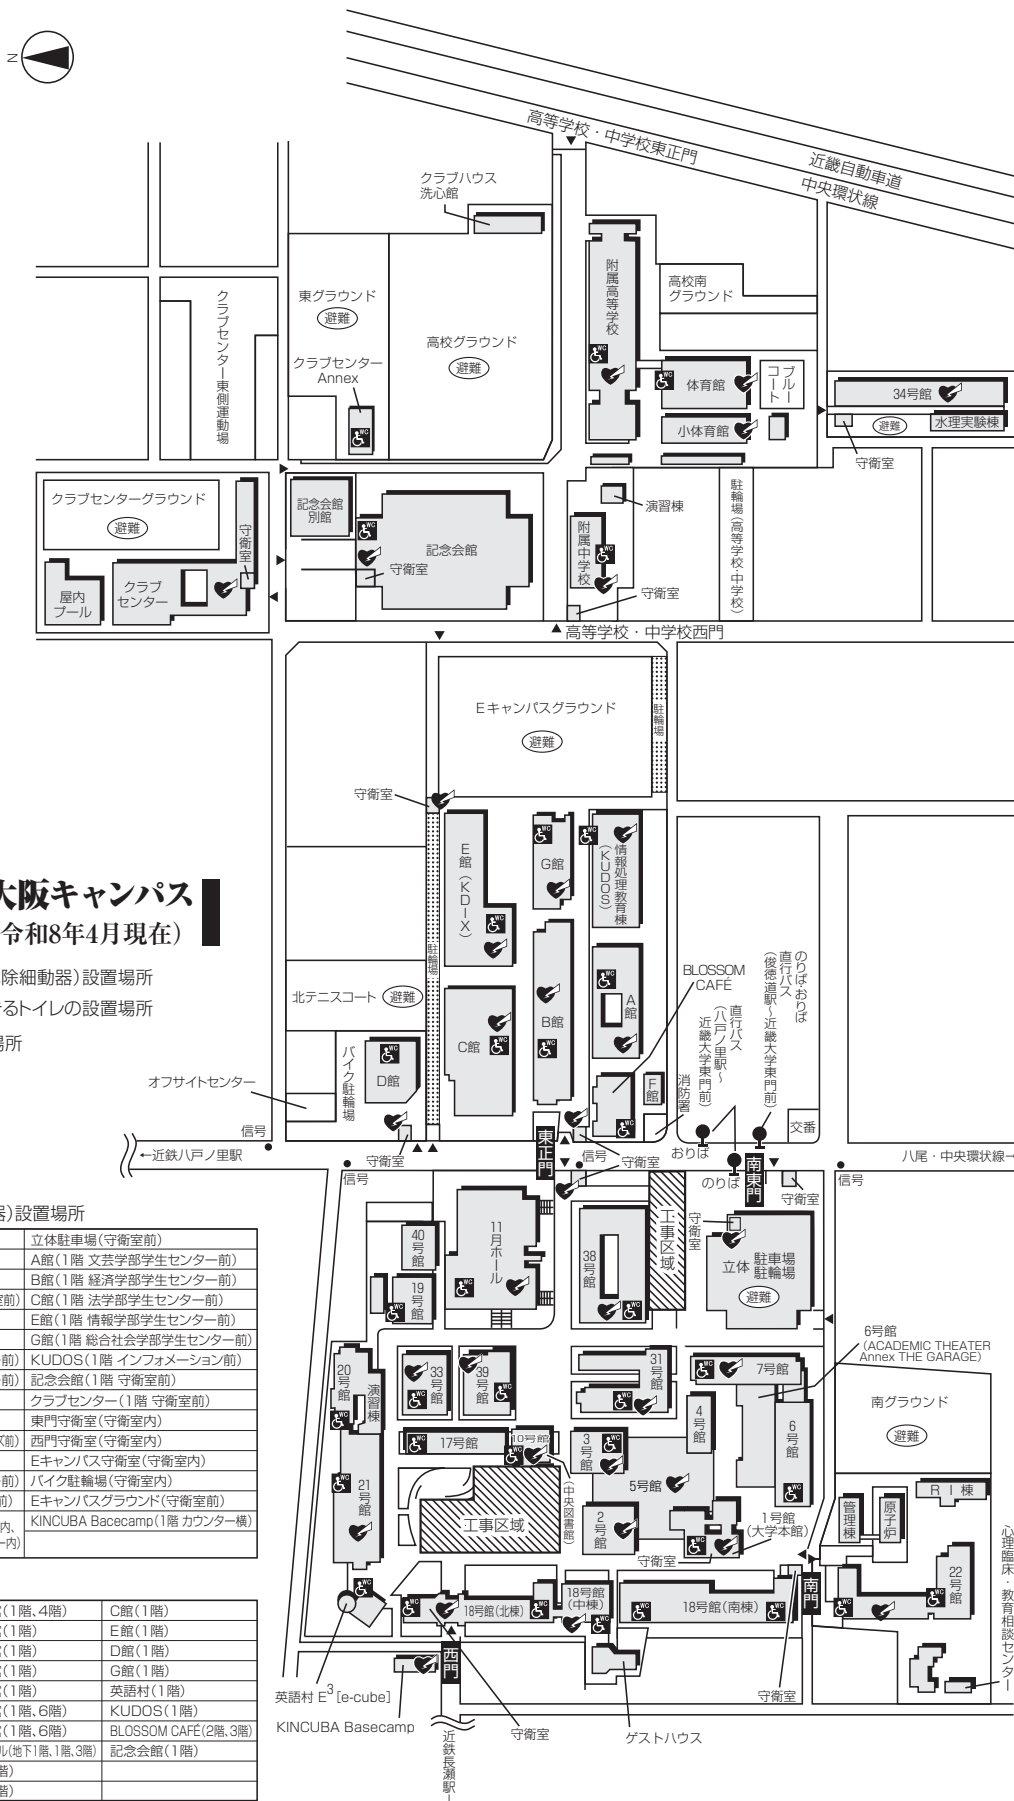 N
高等学校・中学校東正門
近畿自動車道
中央環状線
クラブハウス
洗心館
附属高等学校
高校南
グラウンド
クラブセンター東側運動場
東グラウンド
避難
高校グラウンド
避難
クラブセンター
Annex
体育館
ブルー
コート
小体育館
34号館
避難
水理実験棟
守衛室
クラブセンターグラウンド
避難
守衛室
記念会館
別館
記念会館
守衛室
演習棟
附属中学校
駐輪場(高等学校・中学校)
屋内
プール
クラブ
センター
守衛室
高等学校・中学校西門
Eキャンパスグラウンド
避難
駐輪場
守衛室
E館(KDIX)
G館
情報処理教育棟
(KUDOS)
大阪キャンパス
令和8年4月現在)
除細動器)設置場所
るトイレの設置場所
場所
駐輪場
北テニスコート
避難
C館
B館
A館
BLOSSOM
CAFÉ
のりば・おりば
直行バス
(俊徳道駅〜近畿大学東門前)
直行バス
(八戸ノ里駅〜
近畿大学東門前)
バイク駐輪場
D館
F館
消防署
オフサイトセンター
交番
信号
←近鉄八戸ノ里駅
守衛室
東正門
信号
守衛室
おりば
のりば
南東門
守衛室
八尾・中央環状線→
信号
信号
器)設置場所
立体駐車場(守衛室前)
A館(1階 文芸学部学生センター前)
B館(1階 経済学部学生センター前)
室前)
C館(1階 法学部学生センター前)
E館(1階 情報学部学生センター前)
G館(1階 総合社会学部学生センター前)
前)
KUDOS(1階 インフォメーション前)
前)
記念会館(1階 守衛室前)
クラブセンター(1階 守衛室前)
東門守衛室(守衛室内)
ズ前)
西門守衛室(守衛室内)
Eキャンパス守衛室(守衛室内)
前)
バイク駐輪場(守衛室内)
前)
Eキャンパスグラウンド(守衛室前)
内、
KINCUBA Bacecamp(1階 カウンター横)
ー内)
40号館
11月ホール
19号館
38号館
工事区域
守衛室
立体
駐車場
駐輪場
避難
6号館
(ACADEMIC THEATER
Annex THE GARAGE)
20号館
演習棟
33号館
39号館
31号館
7号館
南グラウンド
避難
4号館
6号館
17号館
10号館
(中央図書館)
3号館
5号館
21号館
工事区域
2号館
1号館
(大学本館)
守衛室
RI棟
管理棟
原子炉
22号館
心理臨床・教育相談センター
18号館(北棟)
18号館
(中棟)
18号館(南棟)
南門
守衛室
西門
英語村 E3 [e-cube]
KINCUBA Basecamp
守衛室
ゲストハウス
近鉄長瀬駅
(1階、4階)
C館(1階)
(1階)
E館(1階)
(1階)
D館(1階)
(1階)
G館(1階)
(1階)
英語村(1階)
(1階、6階)
KUDOS(1階)
(1階、6階)
BLOSSOM CAFÉ(2階、3階)
ル(地下1階、1階、3階)
記念会館(1階)
階)
階)